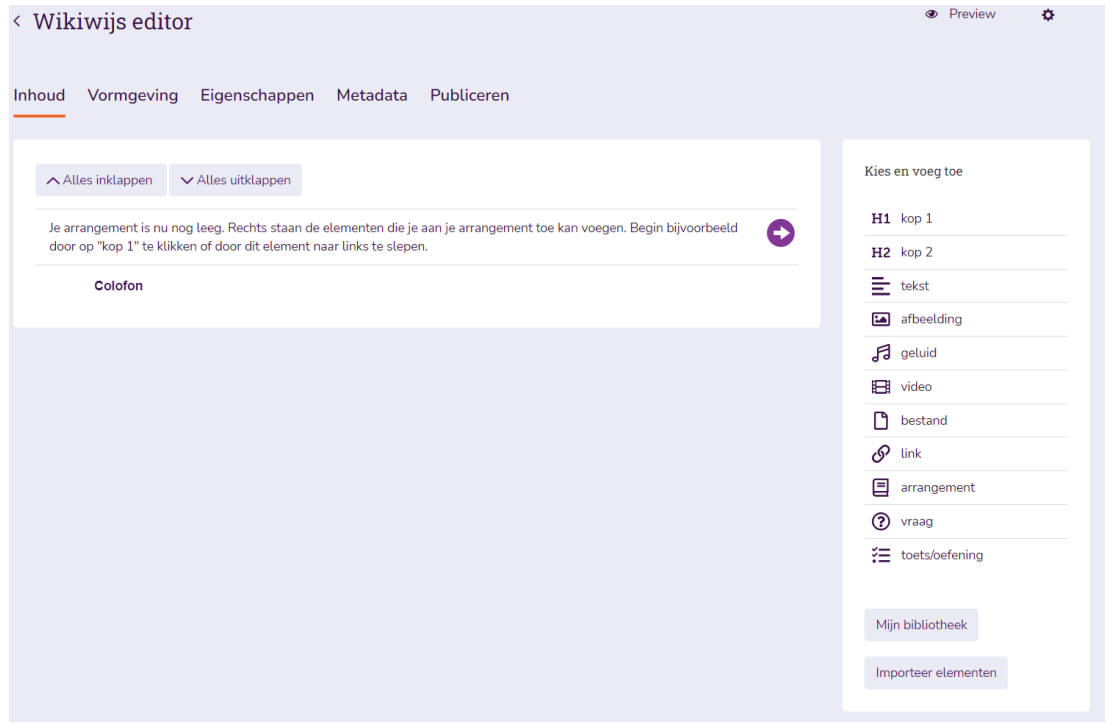 Wikiwijs editor
Preview
Inhoud Vormgeving Eigenschappen Metadata Publiceren
Alles inklappen Alles uitklappen
Je arrangement is nu nog leeg. Rechts staan de elementen die je aan je arrangement toe kan voegen. Begin bijvoorbeeld
door op "kop 1" te klikken of door dit element naar links te slepen.
Colofon
Kies en voeg toe
H1 kop 1
H2 kop 2
tekst
afbeelding
geluid
video
bestand
link
arrangement
vraag
toets/oefening
Mijn bibliotheek
Importeer elementen